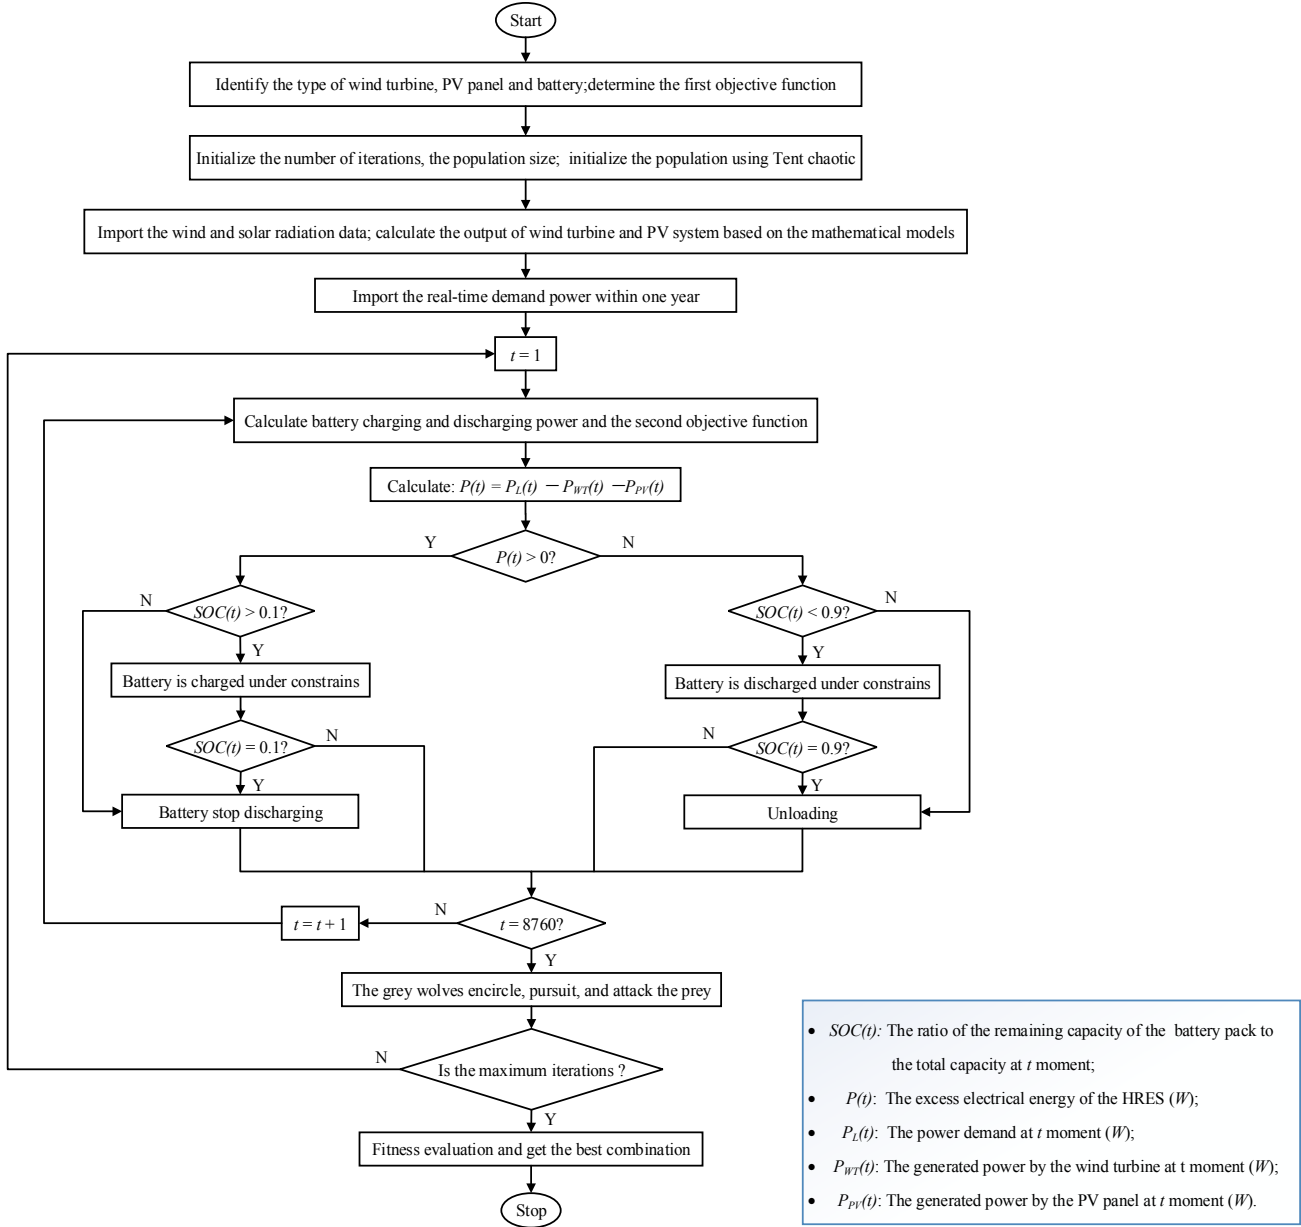 Start
Identify the type of wind turbine, PV panel and battery;determine the first objective function
Initialize the number of iterations, the population size; initialize the population using Tent chaotic
Import the wind and solar radiation data; calculate the output of wind turbine and PV system based on the mathematical models
Import the real-time demand power within one year
t = 1
Calculate battery charging and discharging power and the second objective function
Calculate: P(t) = P_L(t) − P_WT(t) − P_PV(t)
Y
P(t) > 0?
N
N
SOC(t) > 0.1?
SOC(t) < 0.9?
N
Y
Y
Battery is charged under constrains
Battery is discharged under constrains
SOC(t) = 0.1?
N
N
SOC(t) = 0.9?
Y
Y
Battery stop discharging
Unloading
t = t + 1
N
t = 8760?
Y
The grey wolves encircle, pursuit, and attack the prey
N
Is the maximum iterations ?
Y
Fitness evaluation and get the best combination
Stop
• SOC(t): The ratio of the remaining capacity of the battery pack to
the total capacity at t moment;
• P(t): The excess electrical energy of the HRES (W);
• P_L(t): The power demand at t moment (W);
• P_WT(t): The generated power by the wind turbine at t moment (W);
• P_PV(t): The generated power by the PV panel at t moment (W).